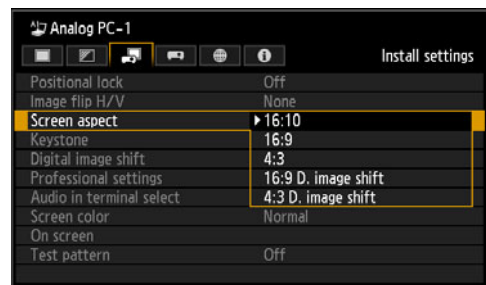 Analog PC-1
Install settings
Positional lock Off
Image flip H/V None
Screen aspect 16:10
Keystone 16:9
Digital image shift 4:3
Professional settings 16:9 D. image shift
Audio in terminal select 4:3 D. image shift
Screen color Normal
On screen
Test pattern Off